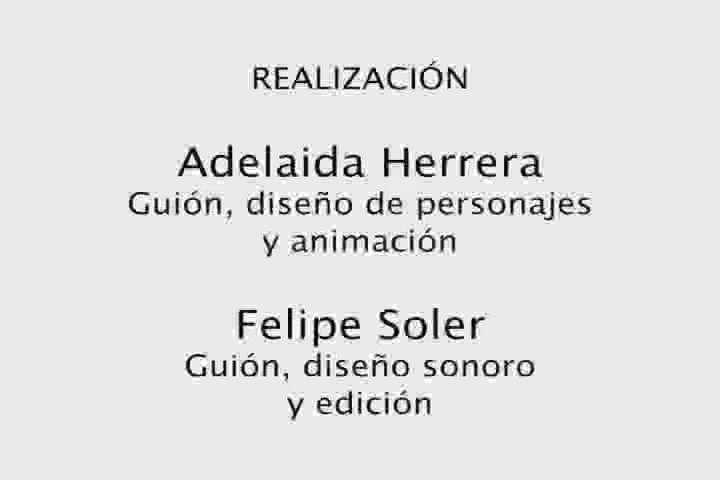 REALIZACIÓN
Adelaida Herrera
Guión, diseño de personajes
y animación
Felipe Soler
Guión, diseño sonoro
y edición